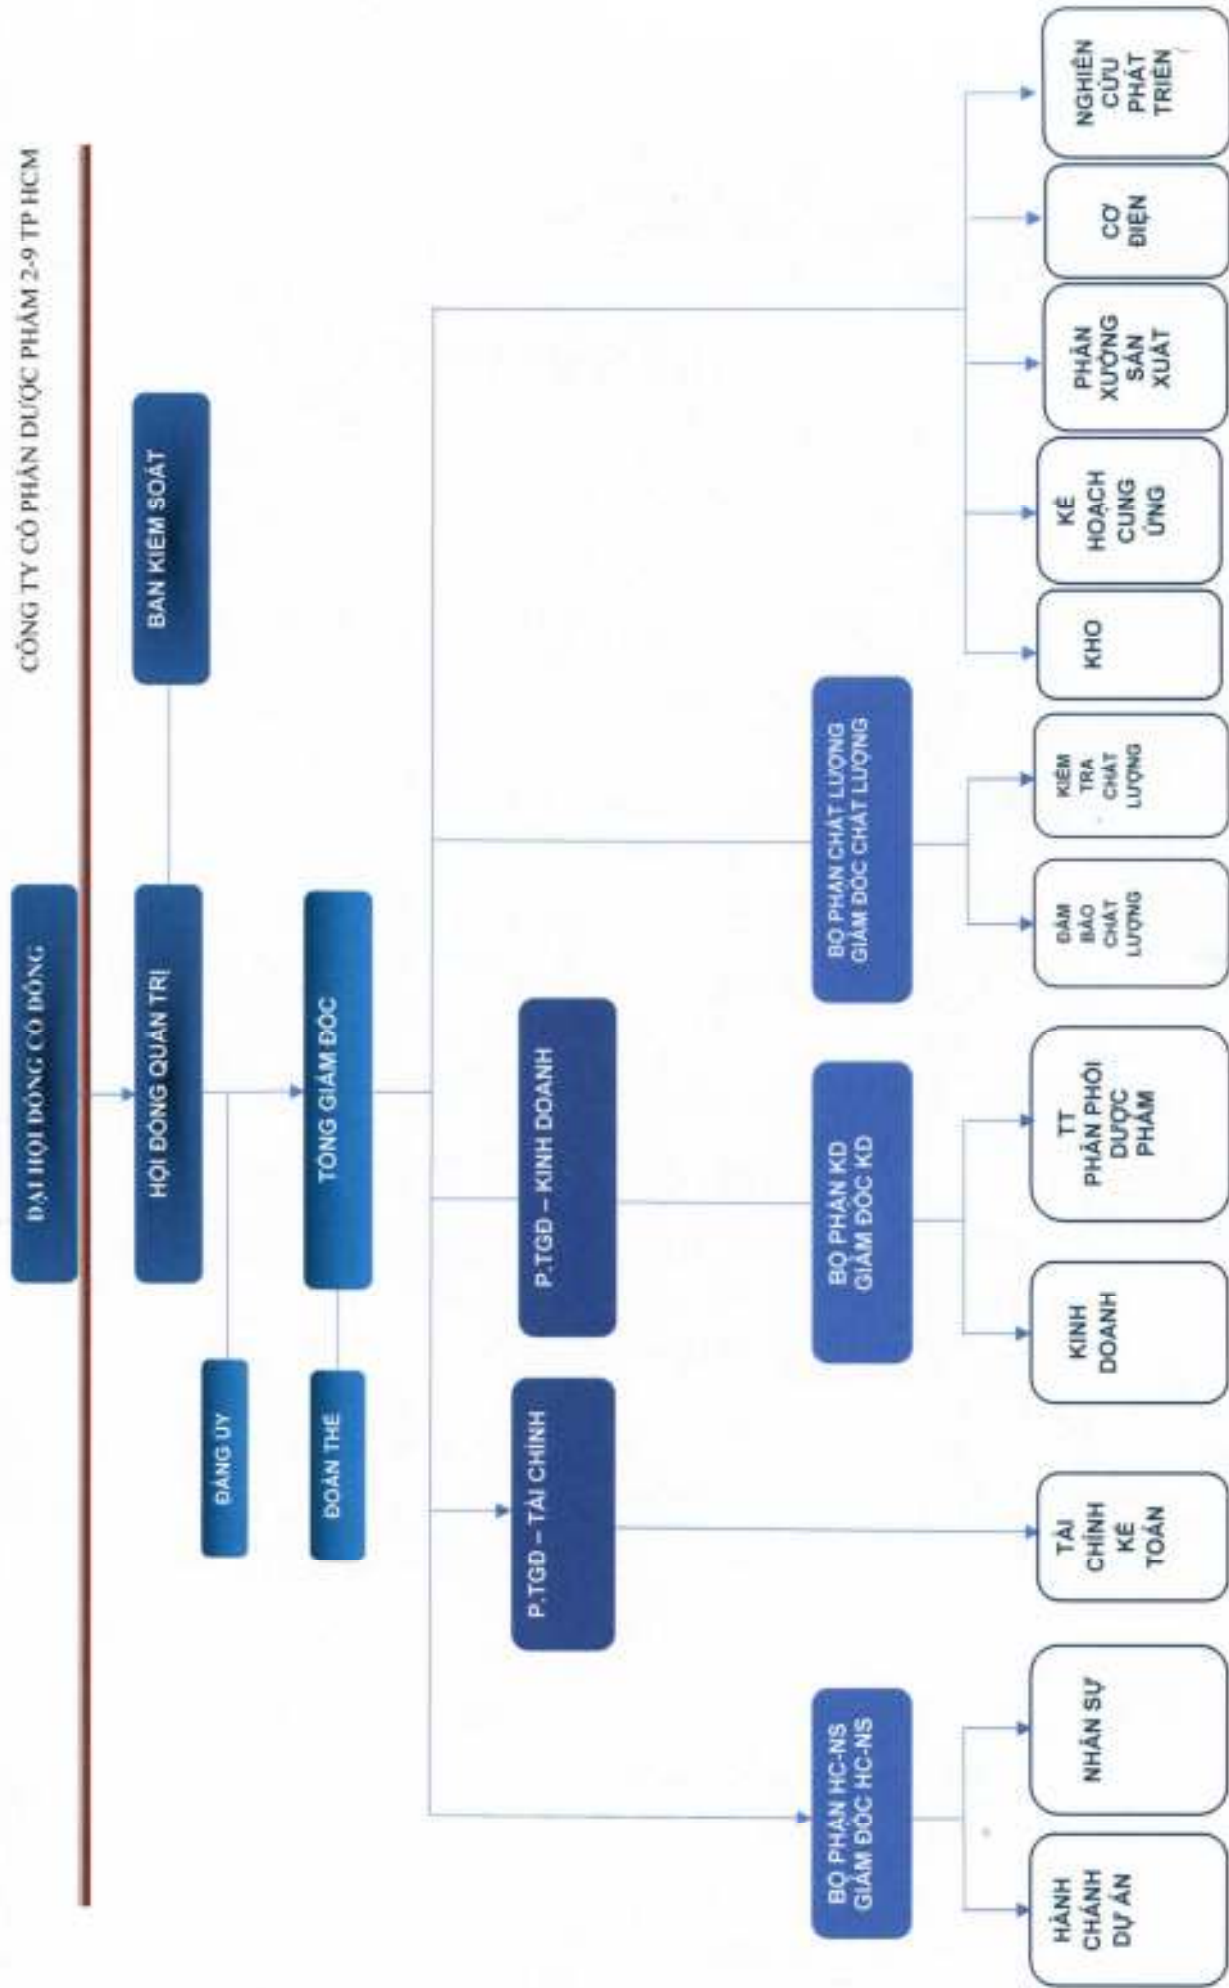 CÔNG TY CỔ PHẦN DƯỢC PHẨM 2-9 TP HCM
ĐẠI HỘI ĐỒNG CỔ ĐÔNG
HỘI ĐỒNG QUẢN TRỊ
BAN KIỂM SOÁT
ĐẢNG ỦY
TỔNG GIÁM ĐỐC
ĐOÀN THỂ
P.TGĐ – TÀI CHÍNH
P.TGĐ – KINH DOANH
BỘ PHẬN HC-NS
GIÁM ĐỐC HC-NS
BỘ PHẬN KD
GIÁM ĐỐC KD
BỘ PHẬN CHẤT LƯỢNG
GIÁM ĐỐC CHẤT LƯỢNG
HÀNH
CHÁNH
DỰ ÁN
NHÂN SỰ
TÀI
CHÍNH
KẾ
TOÁN
KINH
DOANH
TT
PHÂN PHỐI
DƯỢC
PHẨM
ĐẢM
BẢO
CHẤT
LƯỢNG
KIỂM
TRA
CHẤT
LƯỢNG
KHO
KẾ
HOẠCH
CUNG
ỨNG
PHÂN
XƯỞNG
SẢN
XUẤT
CƠ
ĐIỆN
NGHIÊN
CỨU
PHÁT
TRIỂN